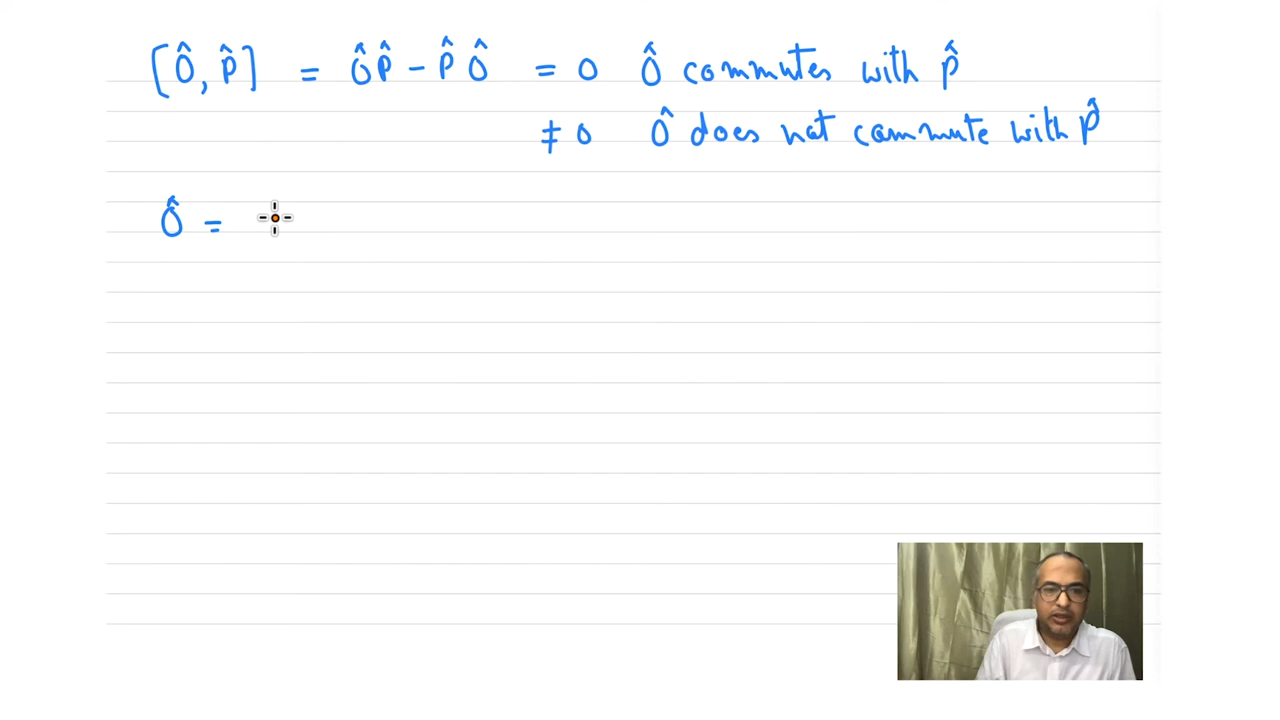 [Ô, P̂] = ÔP̂ − P̂Ô = 0 Ô commutes with P̂
≠ 0 Ô does not commute with P̂
Ô =